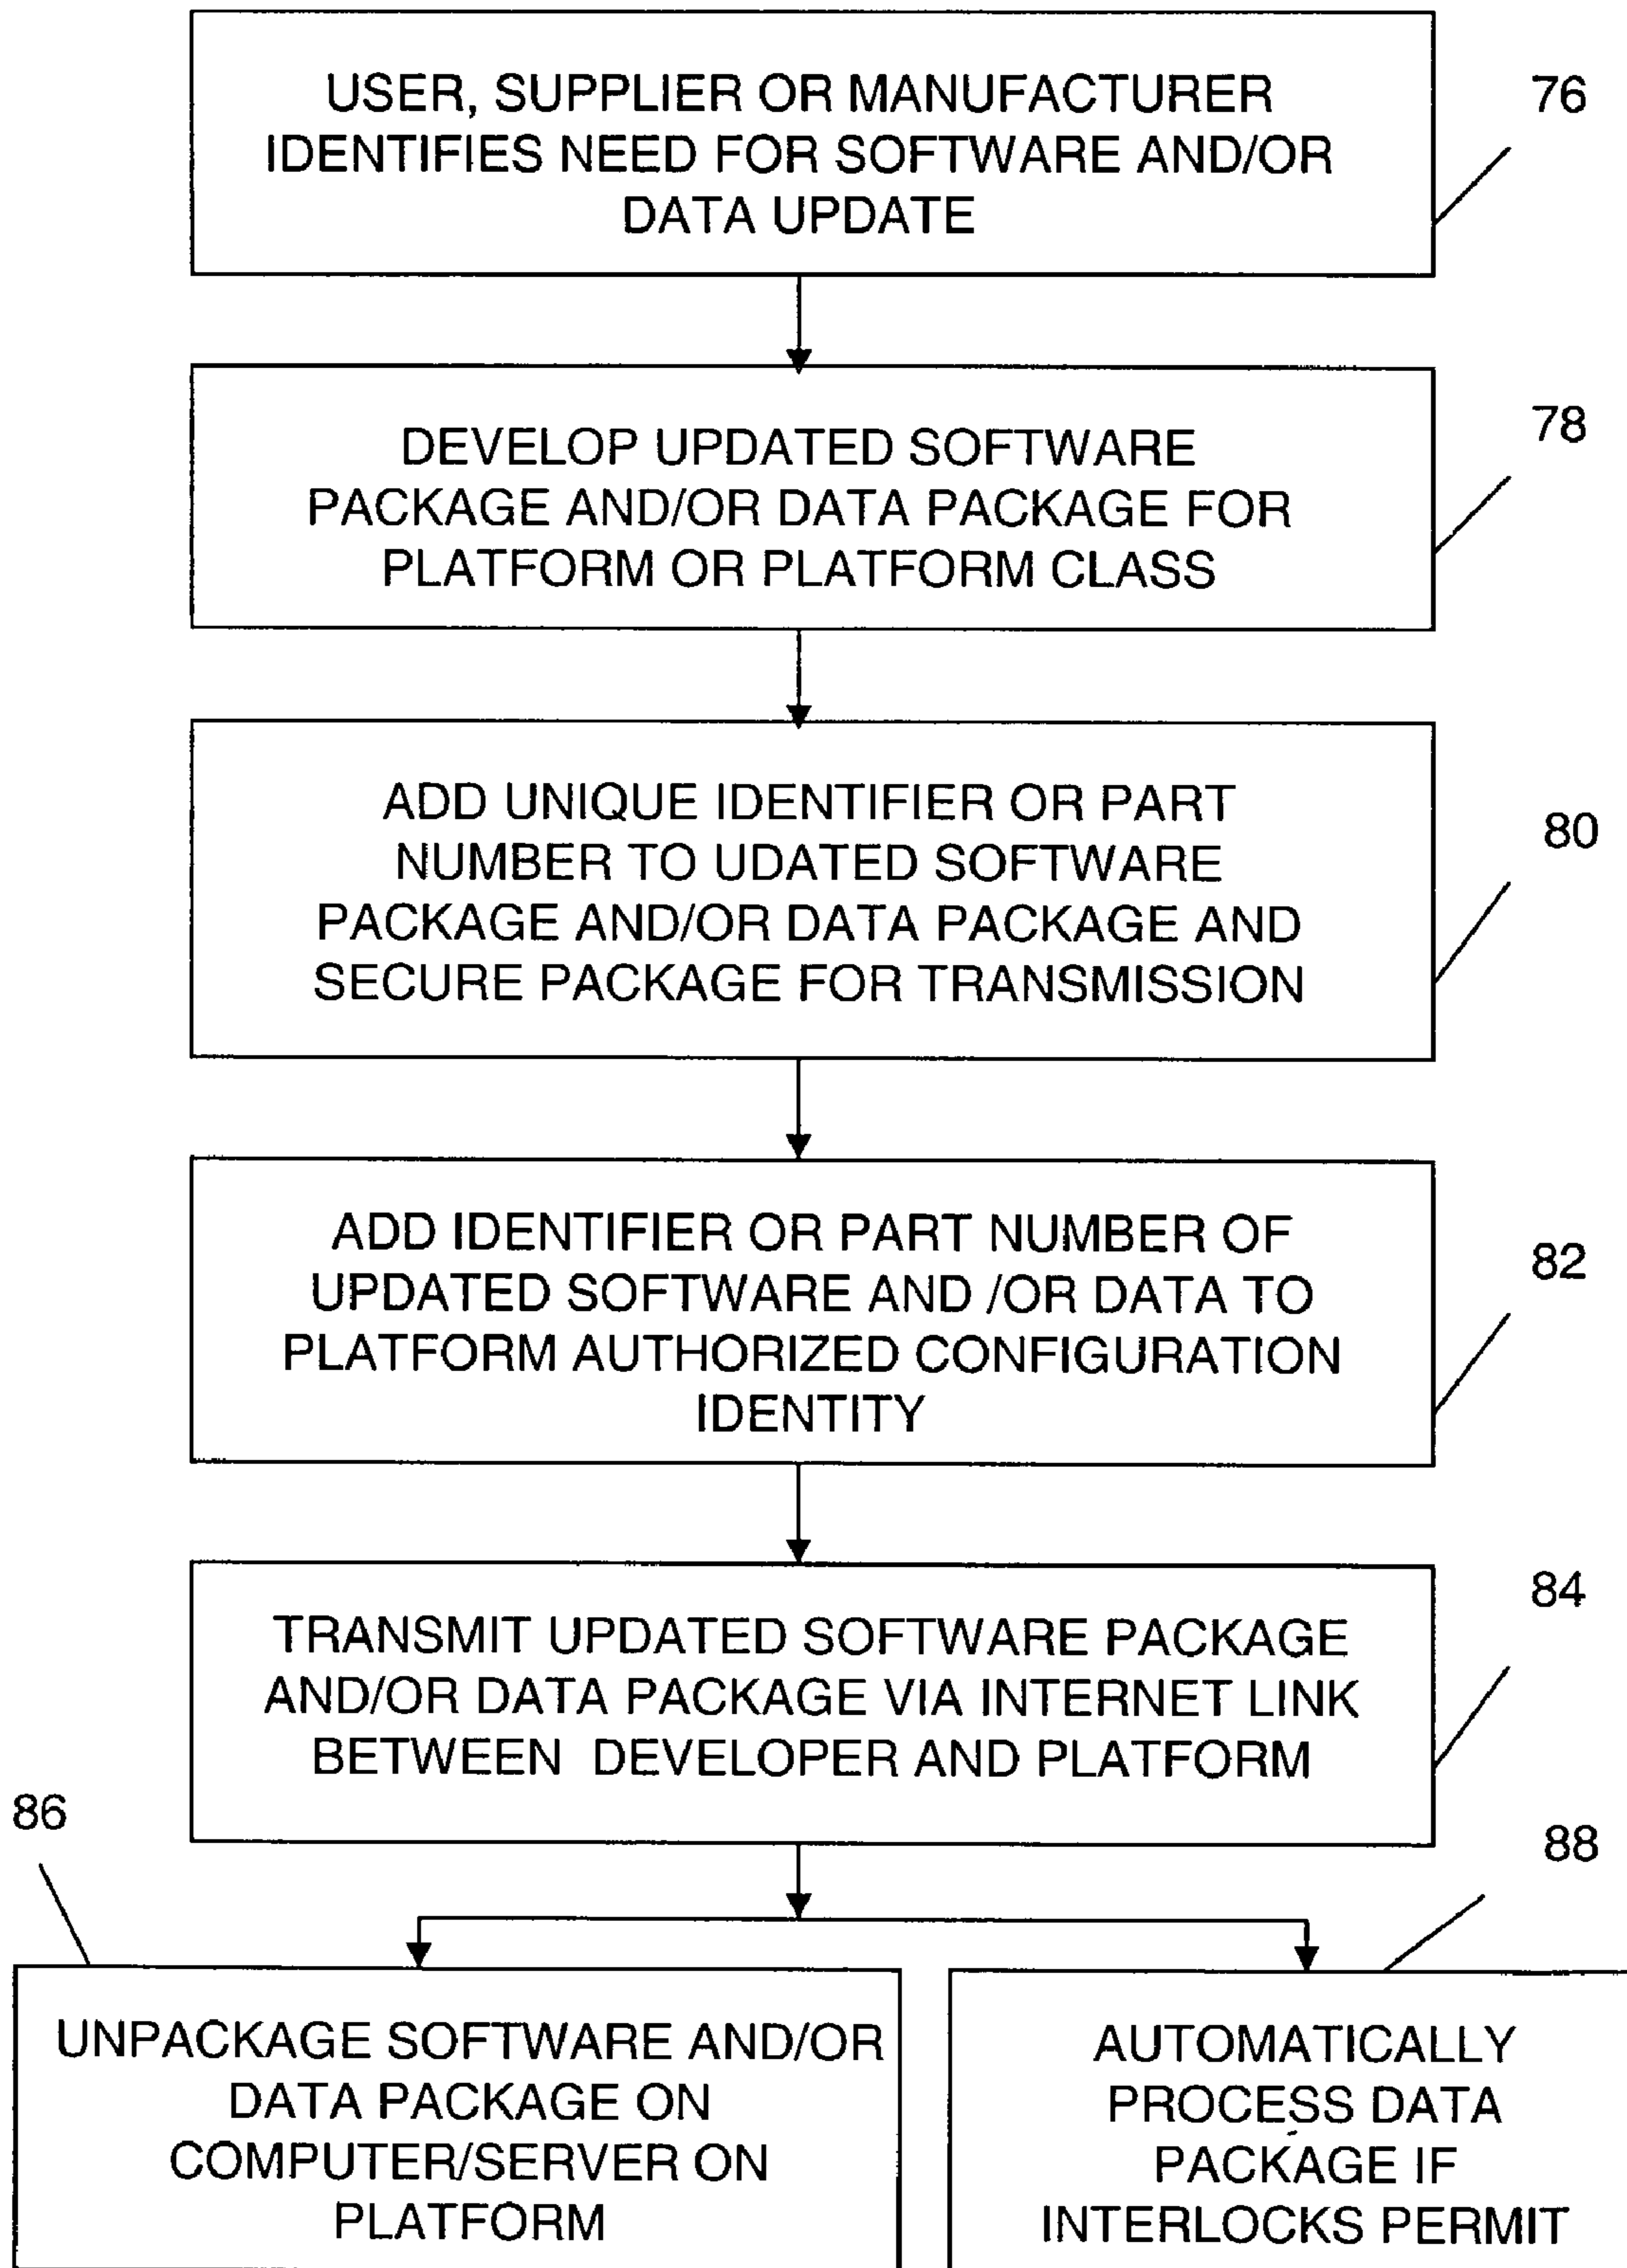 USER, SUPPLIER OR MANUFACTURER
IDENTIFIES NEED FOR SOFTWARE AND/OR
DATA UPDATE
76
DEVELOP UPDATED SOFTWARE
PACKAGE AND/OR DATA PACKAGE FOR
PLATFORM OR PLATFORM CLASS
78
ADD UNIQUE IDENTIFIER OR PART
NUMBER TO UDATED SOFTWARE
PACKAGE AND/OR DATA PACKAGE AND
SECURE PACKAGE FOR TRANSMISSION
80
ADD IDENTIFIER OR PART NUMBER OF
UPDATED SOFTWARE AND /OR DATA TO
PLATFORM AUTHORIZED CONFIGURATION
IDENTITY
82
TRANSMIT UPDATED SOFTWARE PACKAGE
AND/OR DATA PACKAGE VIA INTERNET LINK
BETWEEN DEVELOPER AND PLATFORM
84
86
UNPACKAGE SOFTWARE AND/OR
DATA PACKAGE ON
COMPUTER/SERVER ON
PLATFORM
88
AUTOMATICALLY
PROCESS DATA
PACKAGE IF
INTERLOCKS PERMIT